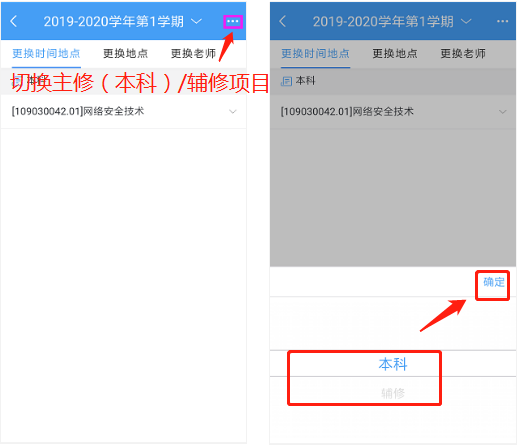 2019-2020学年第1学期
更换时间地点 更换地点 更换老师
切换主修（本科）/辅修项目
[109030042.01]网络安全技术
2019-2020学年第1学期
更换时间地点 更换地点 更换老师
本科
[109030042.01]网络安全技术
确定
本科
辅修